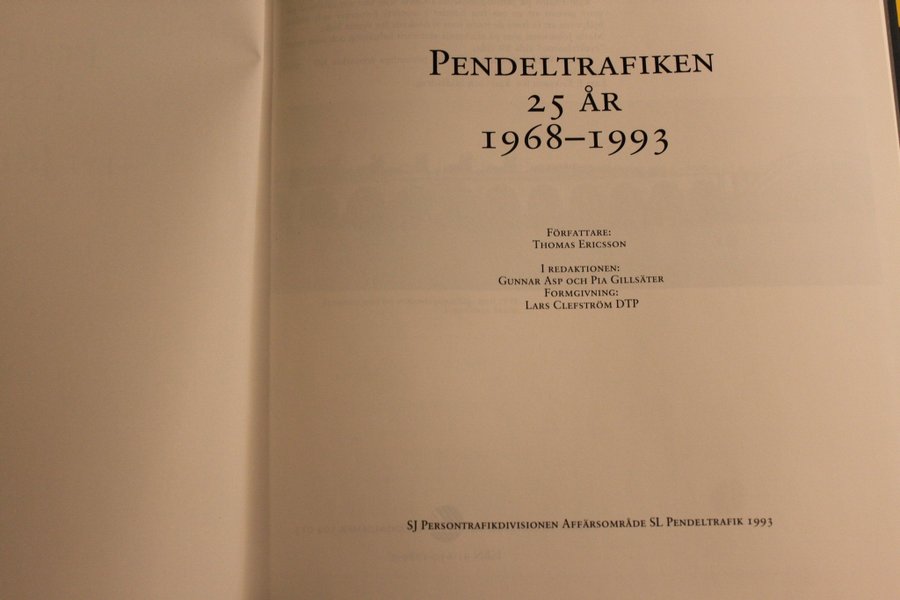 Pendeltrafiken
25 år
1968–1993
Författare:
Thomas Ericsson
I redaktionen:
Gunnar Asp och Pia Gillsäter
Formgivning:
Lars Clefström DTP
SJ Persontrafikdivisionen Affärsområde SL Pendeltrafik 1993